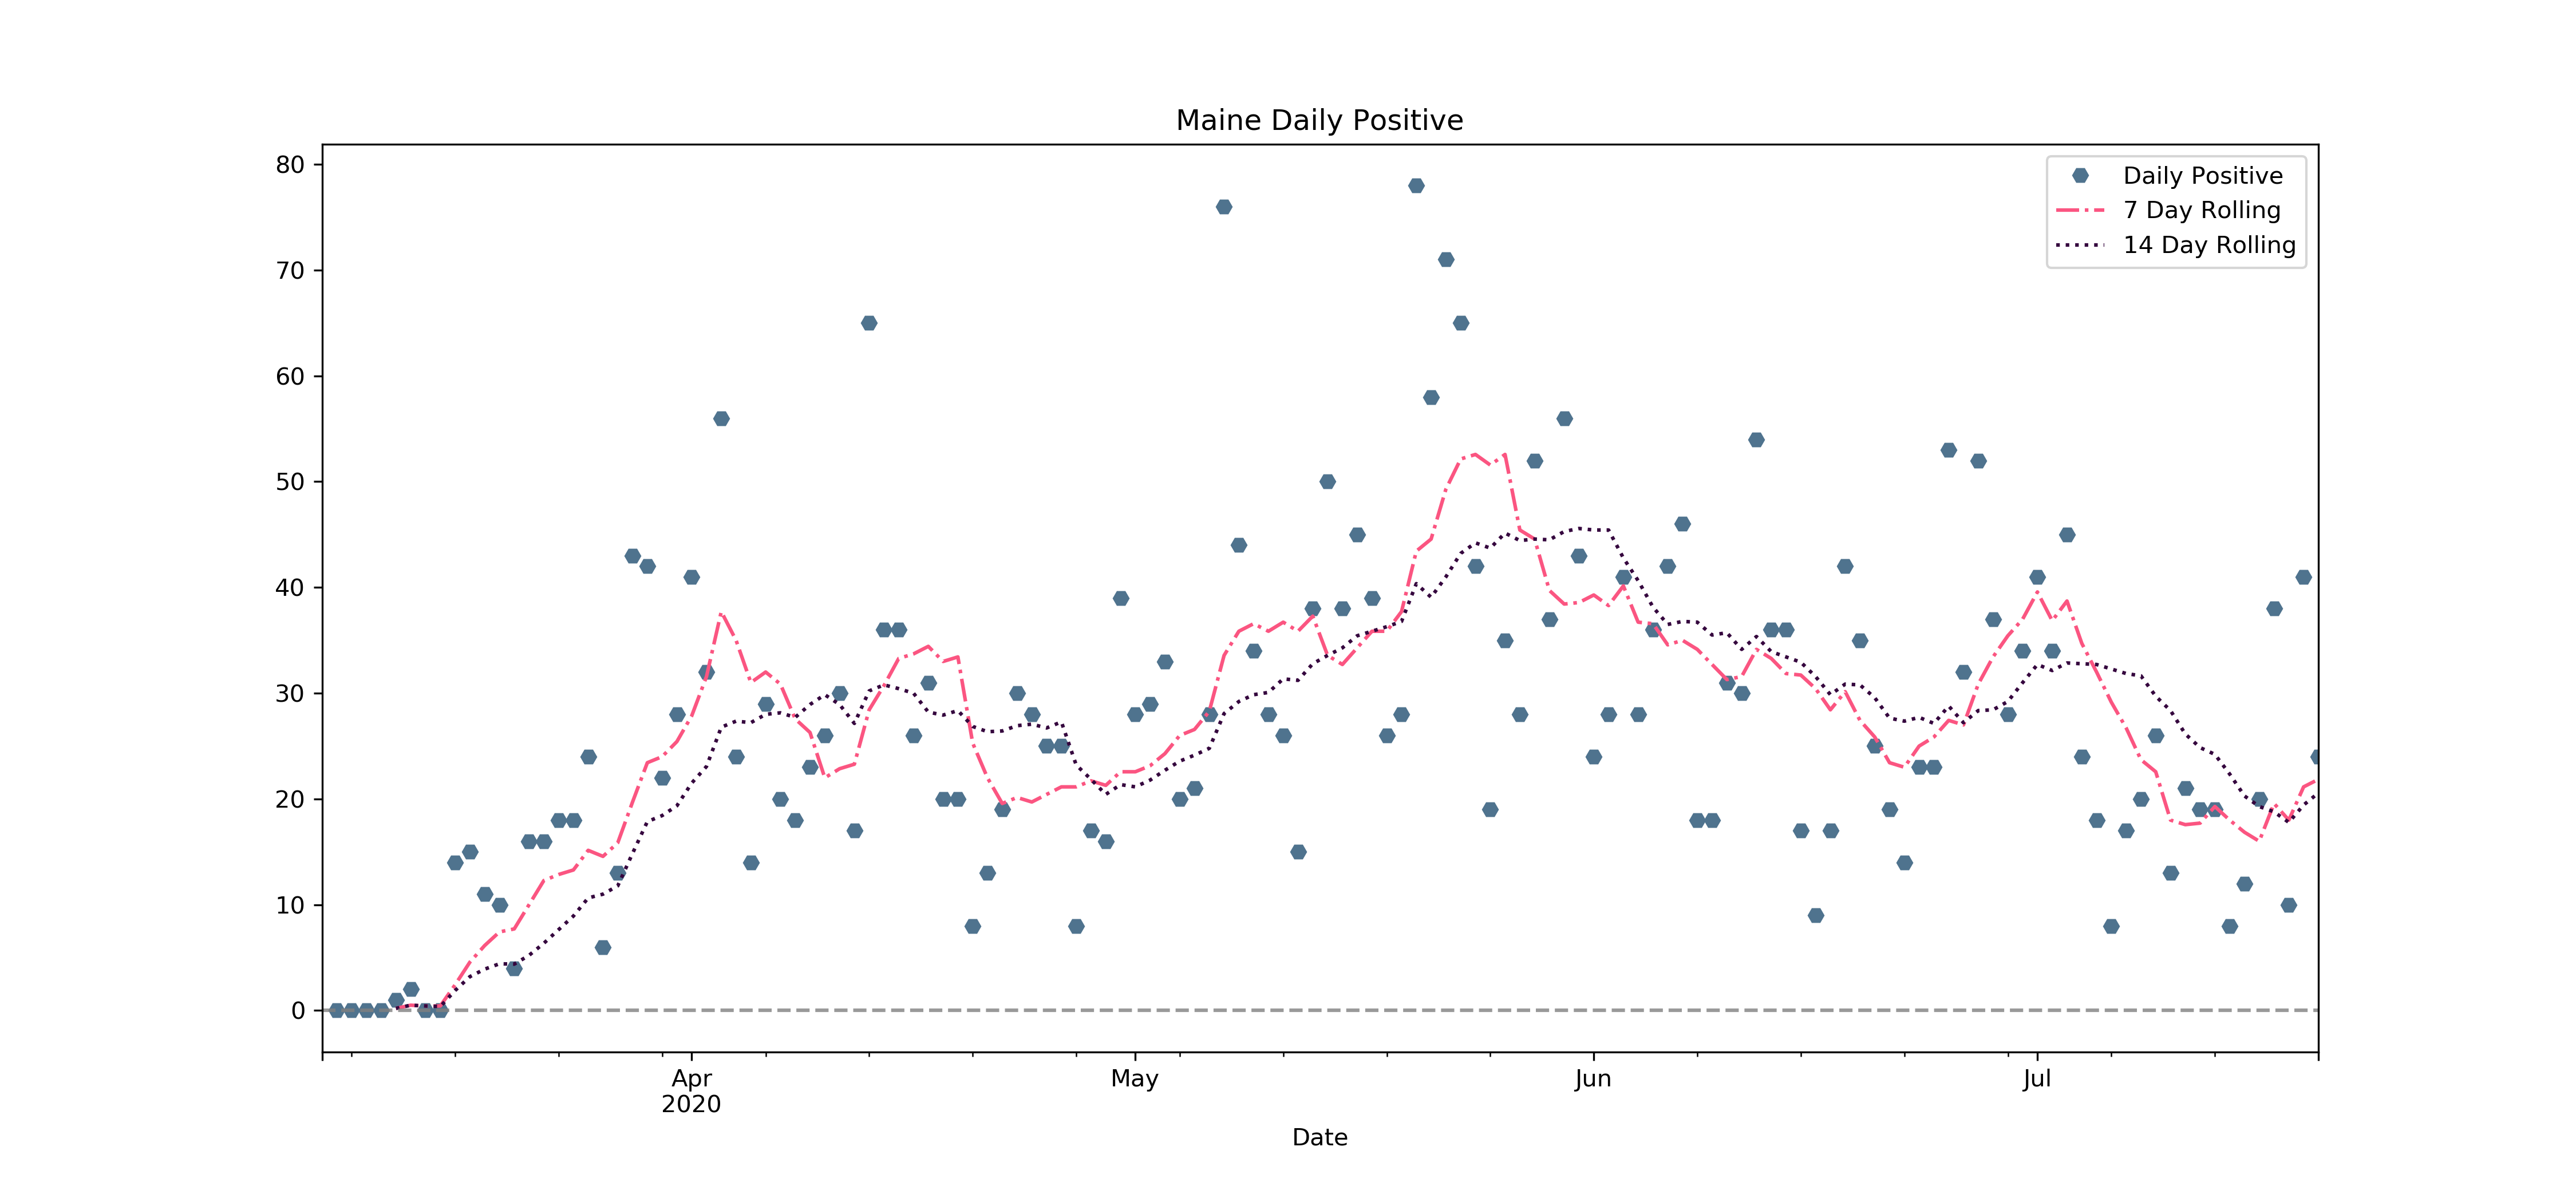 Maine Daily Positive
80
70
60
50
40
30
20
10
0
Daily Positive
7 Day Rolling
14 Day Rolling
Apr
2020
May
Jun
Jul
Date